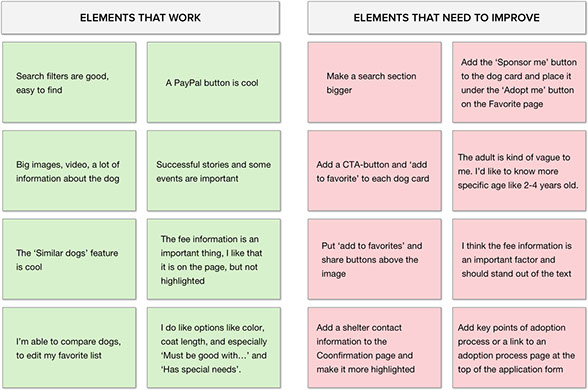 ELEMENTS THAT WORK
ELEMENTS THAT NEED TO IMPROVE
Search filters are good,
easy to find
A PayPal button is cool
Make a search section
bigger
Add the 'Sponsor me' button
to the dog card and place it
under the 'Adopt me' button
on the Favorite page
Big images, video, a lot of
information about the dog
Successful stories and some
events are important
Add a CTA-button and 'add
to favorite' to each dog card
The adult is kind of vague to
me. I'd like to know more
specific age like 2-4 years old.
The 'Similar dogs' feature
is cool
The fee information is an
important thing, I like that
it is on the page, but not
highlighted
Put 'add to favorites' and
share buttons above the
image
I think the fee information is
an important factor and
should stand out of the text
I'm able to compare dogs,
to edit my favorite list
I do like options like color,
coat length, and especially
'Must be good with…' and
'Has special needs'.
Add a shelter contact
information to the
Coonfirmation page and
make it more highlighted
Add key points of adoption
process or a link to an
adoption process page at the
top of the application form